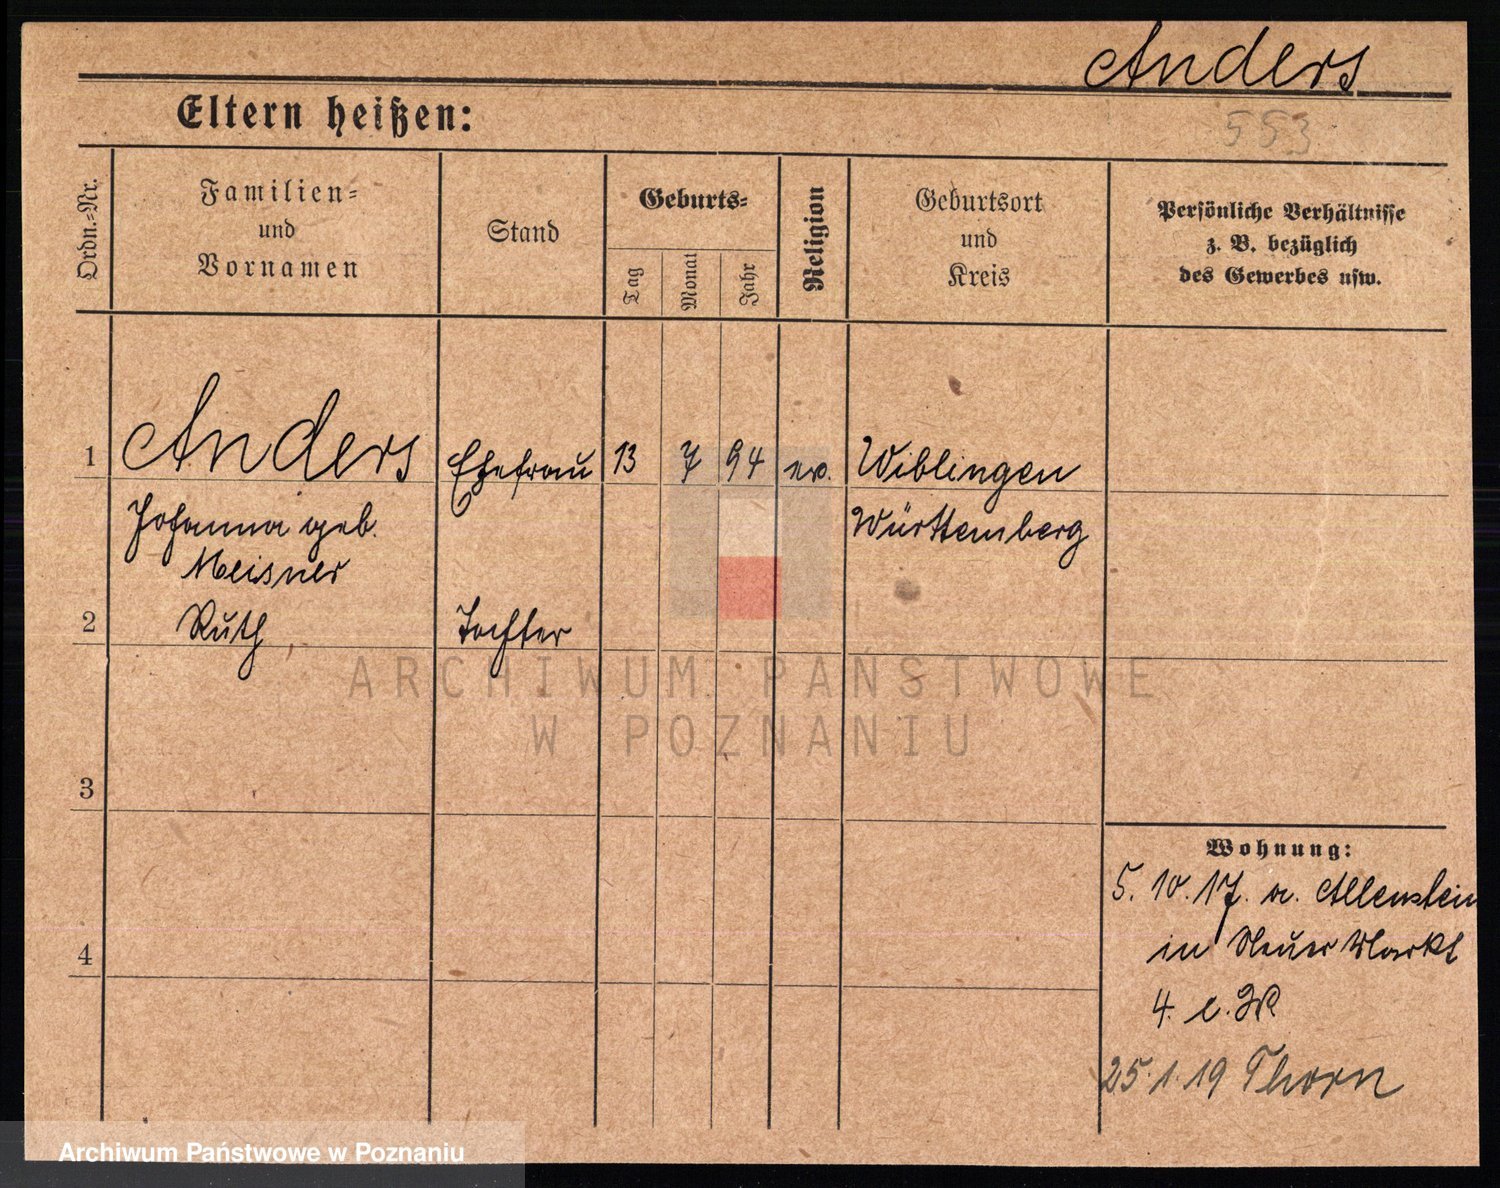 Anders
Eltern heißen:
553
Ordn.-Nr.
Familien-
und
Vornamen
Stand
Geburts-
Tag
Monat
Jahr
Religion
Geburtsort
und
Kreis
Persönliche Verhältnisse
z. B. bezüglich
des Gewerbes usw.
1 Anders Ehefrau 13 7 94 ev. Wiblingen
Johanna geb. Württemberg
Meisner
2 Ruth Tochter
3
4
Wohnung:
5. 10. 17. a. Allenstein
in Neuer Markt
4.
25. 1. 19 Thorn
ARCHIWUM PAŃSTWOWE
W POZNANIU
Archiwum Państwowe w Poznaniu